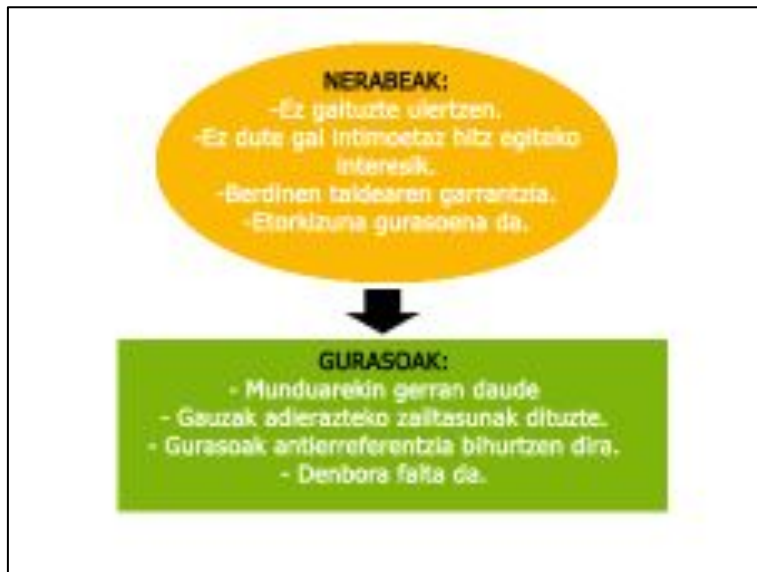 NERABEAK:
-Ez gaituzte ulertzen.
-Ez dute gai intimoetaz hitz egiteko
interesik.
-Berdinen taldearen garrantzia.
-Etorkizuna gurasoena da.
GURASOAK:
- Munduarekin gerran daude
- Gauzak adierazteko zailtasunak dituzte.
- Gurasoak antierreferentzia bihurtzen dira.
- Denbora falta da.